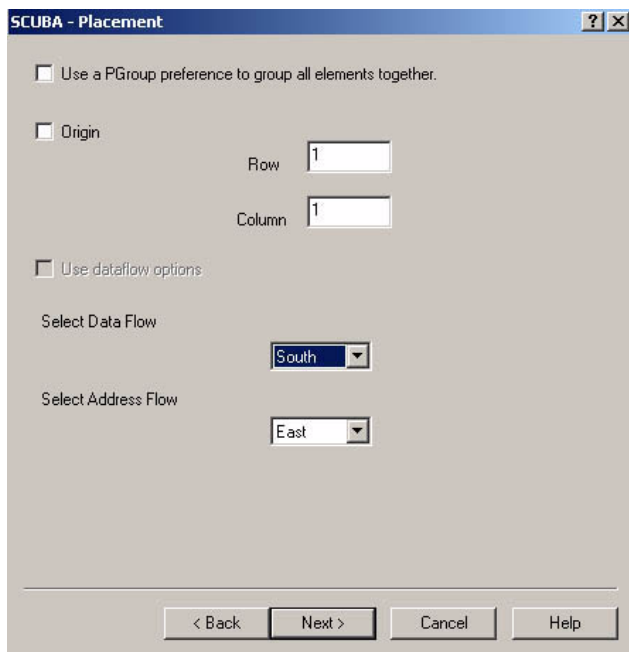 SCUBA - Placement
Use a PGroup preference to group all elements together.
Origin
Row 1
Column 1
Use dataflow options
Select Data Flow
South
Select Address Flow
East
< Back Next > Cancel Help